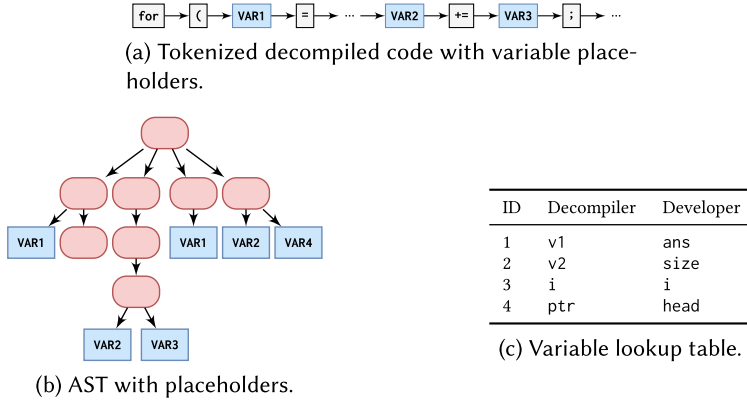 for ( VAR1 = ... VAR2 += VAR3 ; ...
(a) Tokenized decompiled code with variable place-
holders.
VAR1 VAR1 VAR2 VAR4
VAR2 VAR3
(b) AST with placeholders.
ID Decompiler Developer
1 v1 ans
2 v2 size
3 i i
4 ptr head
(c) Variable lookup table.